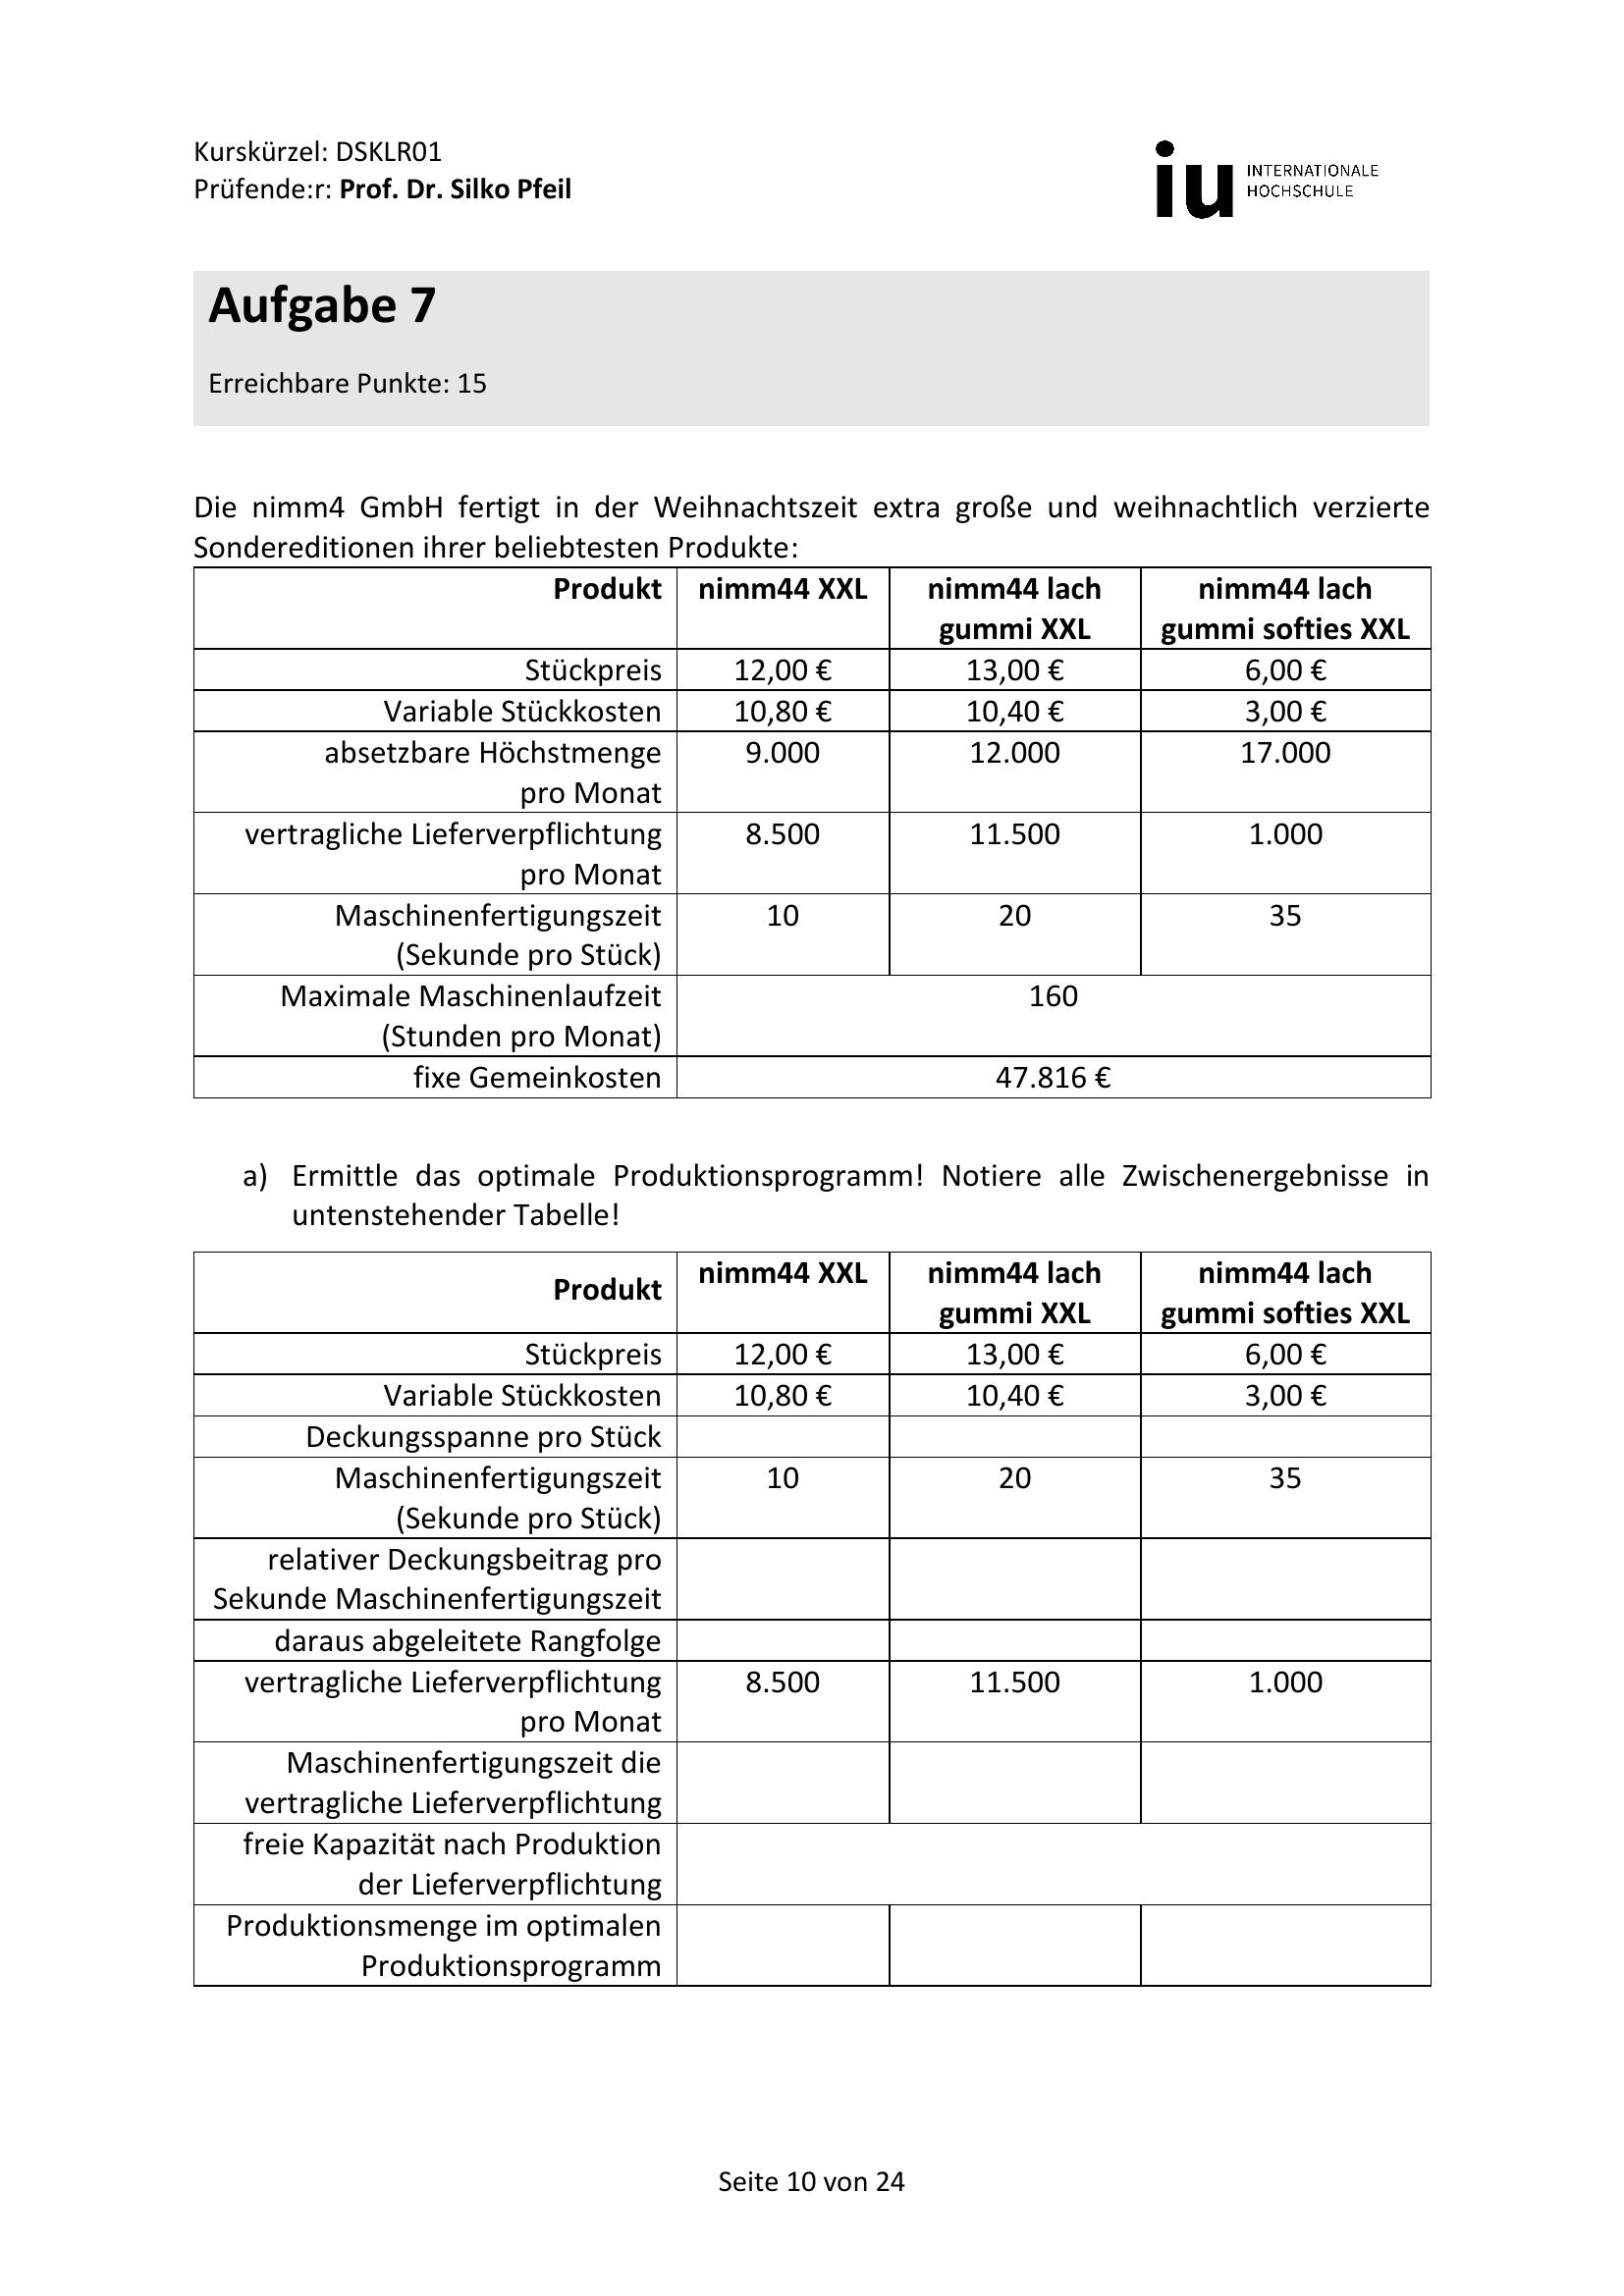 Kurskürzel: DSKLR01
Prüfende:r: Prof. Dr. Silko Pfeil
iu INTERNATIONALE
HOCHSCHULE
Aufgabe 7
Erreichbare Punkte: 15
Die nimm4 GmbH fertigt in der Weihnachtszeit extra große und weihnachtlich verzierte
Sondereditionen ihrer beliebtesten Produkte:
Produkt nimm44 XXL nimm44 lach nimm44 lach
gummi XXL gummi softies XXL
Stückpreis 12,00 € 13,00 € 6,00 €
Variable Stückkosten 10,80 € 10,40 € 3,00 €
absetzbare Höchstmenge 9.000 12.000 17.000
pro Monat
vertragliche Lieferverpflichtung 8.500 11.500 1.000
pro Monat
Maschinenfertigungszeit 10 20 35
(Sekunde pro Stück)
Maximale Maschinenlaufzeit 160
(Stunden pro Monat)
fixe Gemeinkosten 47.816 €
a) Ermittle das optimale Produktionsprogramm! Notiere alle Zwischenergebnisse in
untenstehender Tabelle!
Produkt nimm44 XXL nimm44 lach nimm44 lach
gummi XXL gummi softies XXL
Stückpreis 12,00 € 13,00 € 6,00 €
Variable Stückkosten 10,80 € 10,40 € 3,00 €
Deckungsspanne pro Stück
Maschinenfertigungszeit 10 20 35
(Sekunde pro Stück)
relativer Deckungsbeitrag pro
Sekunde Maschinenfertigungszeit
daraus abgeleitete Rangfolge
vertragliche Lieferverpflichtung 8.500 11.500 1.000
pro Monat
Maschinenfertigungszeit die
vertragliche Lieferverpflichtung
freie Kapazität nach Produktion
der Lieferverpflichtung
Produktionsmenge im optimalen
Produktionsprogramm
Seite 10 von 24